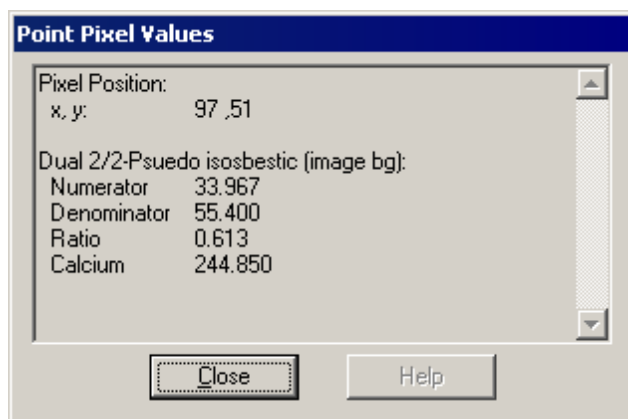 Point Pixel Values
Pixel Position:
x, y: 97 ,51
Dual 2/2-Psuedo isosbestic (image bg):
Numerator 33.967
Denominator 55.400
Ratio 0.613
Calcium 244.850
Close Help